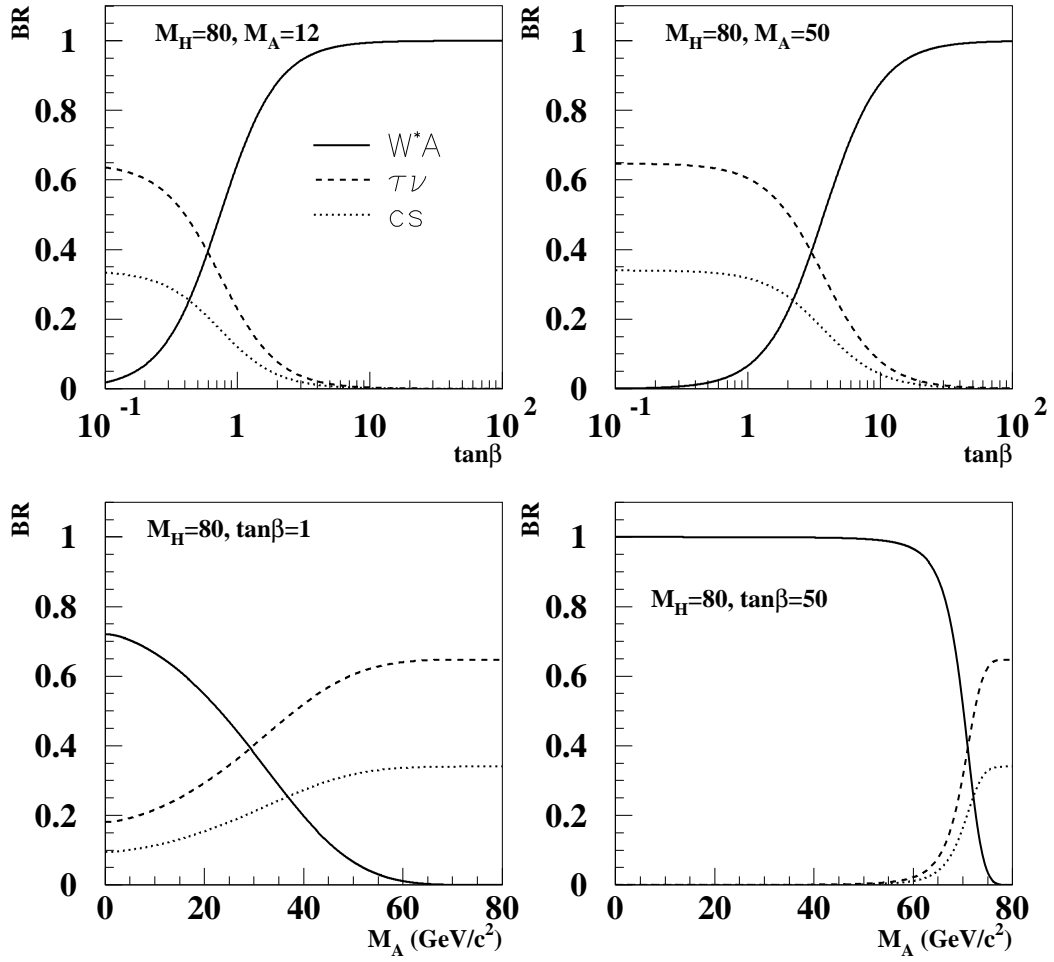 BR
M_H=80, M_A=12
1
0.8
0.6
0.4
0.2
0
W*A
τν
cs
10^-1 1 10 10^2
tanβ
BR
M_H=80, M_A=50
1
0.8
0.6
0.4
0.2
0
10^-1 1 10 10^2
tanβ
BR
M_H=80, tanβ=1
1
0.8
0.6
0.4
0.2
0
0 20 40 60 80
M_A (GeV/c^2)
BR
M_H=80, tanβ=50
1
0.8
0.6
0.4
0.2
0
0 20 40 60 80
M_A (GeV/c^2)